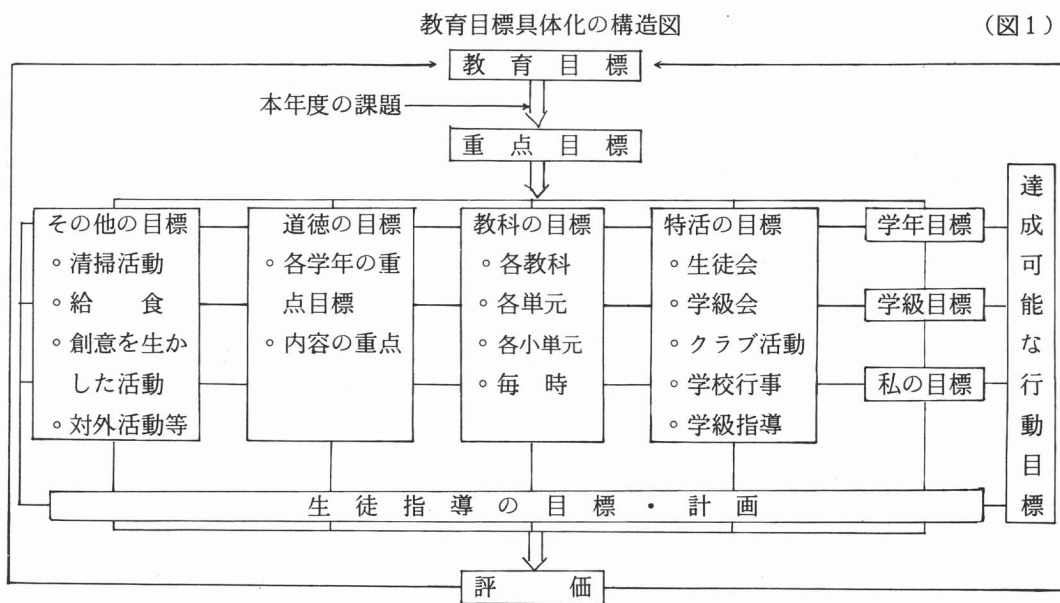 教育目標具体化の構造図
(図1)
教育目標
本年度の課題
重点目標
その他の目標
。清掃活動
。給食
。創意を生か
した活動
。対外活動等
道徳の目標
。各学年の重
点目標
。内容の重点
教科の目標
。各教科
。各単元
。各小単元
。毎時
特活の目標
。生徒会
。学級会
。クラブ活動
。学校行事
。学級指導
学年目標
学級目標
私の目標
達成可能な行動目標
生徒指導の目標・計画
評価